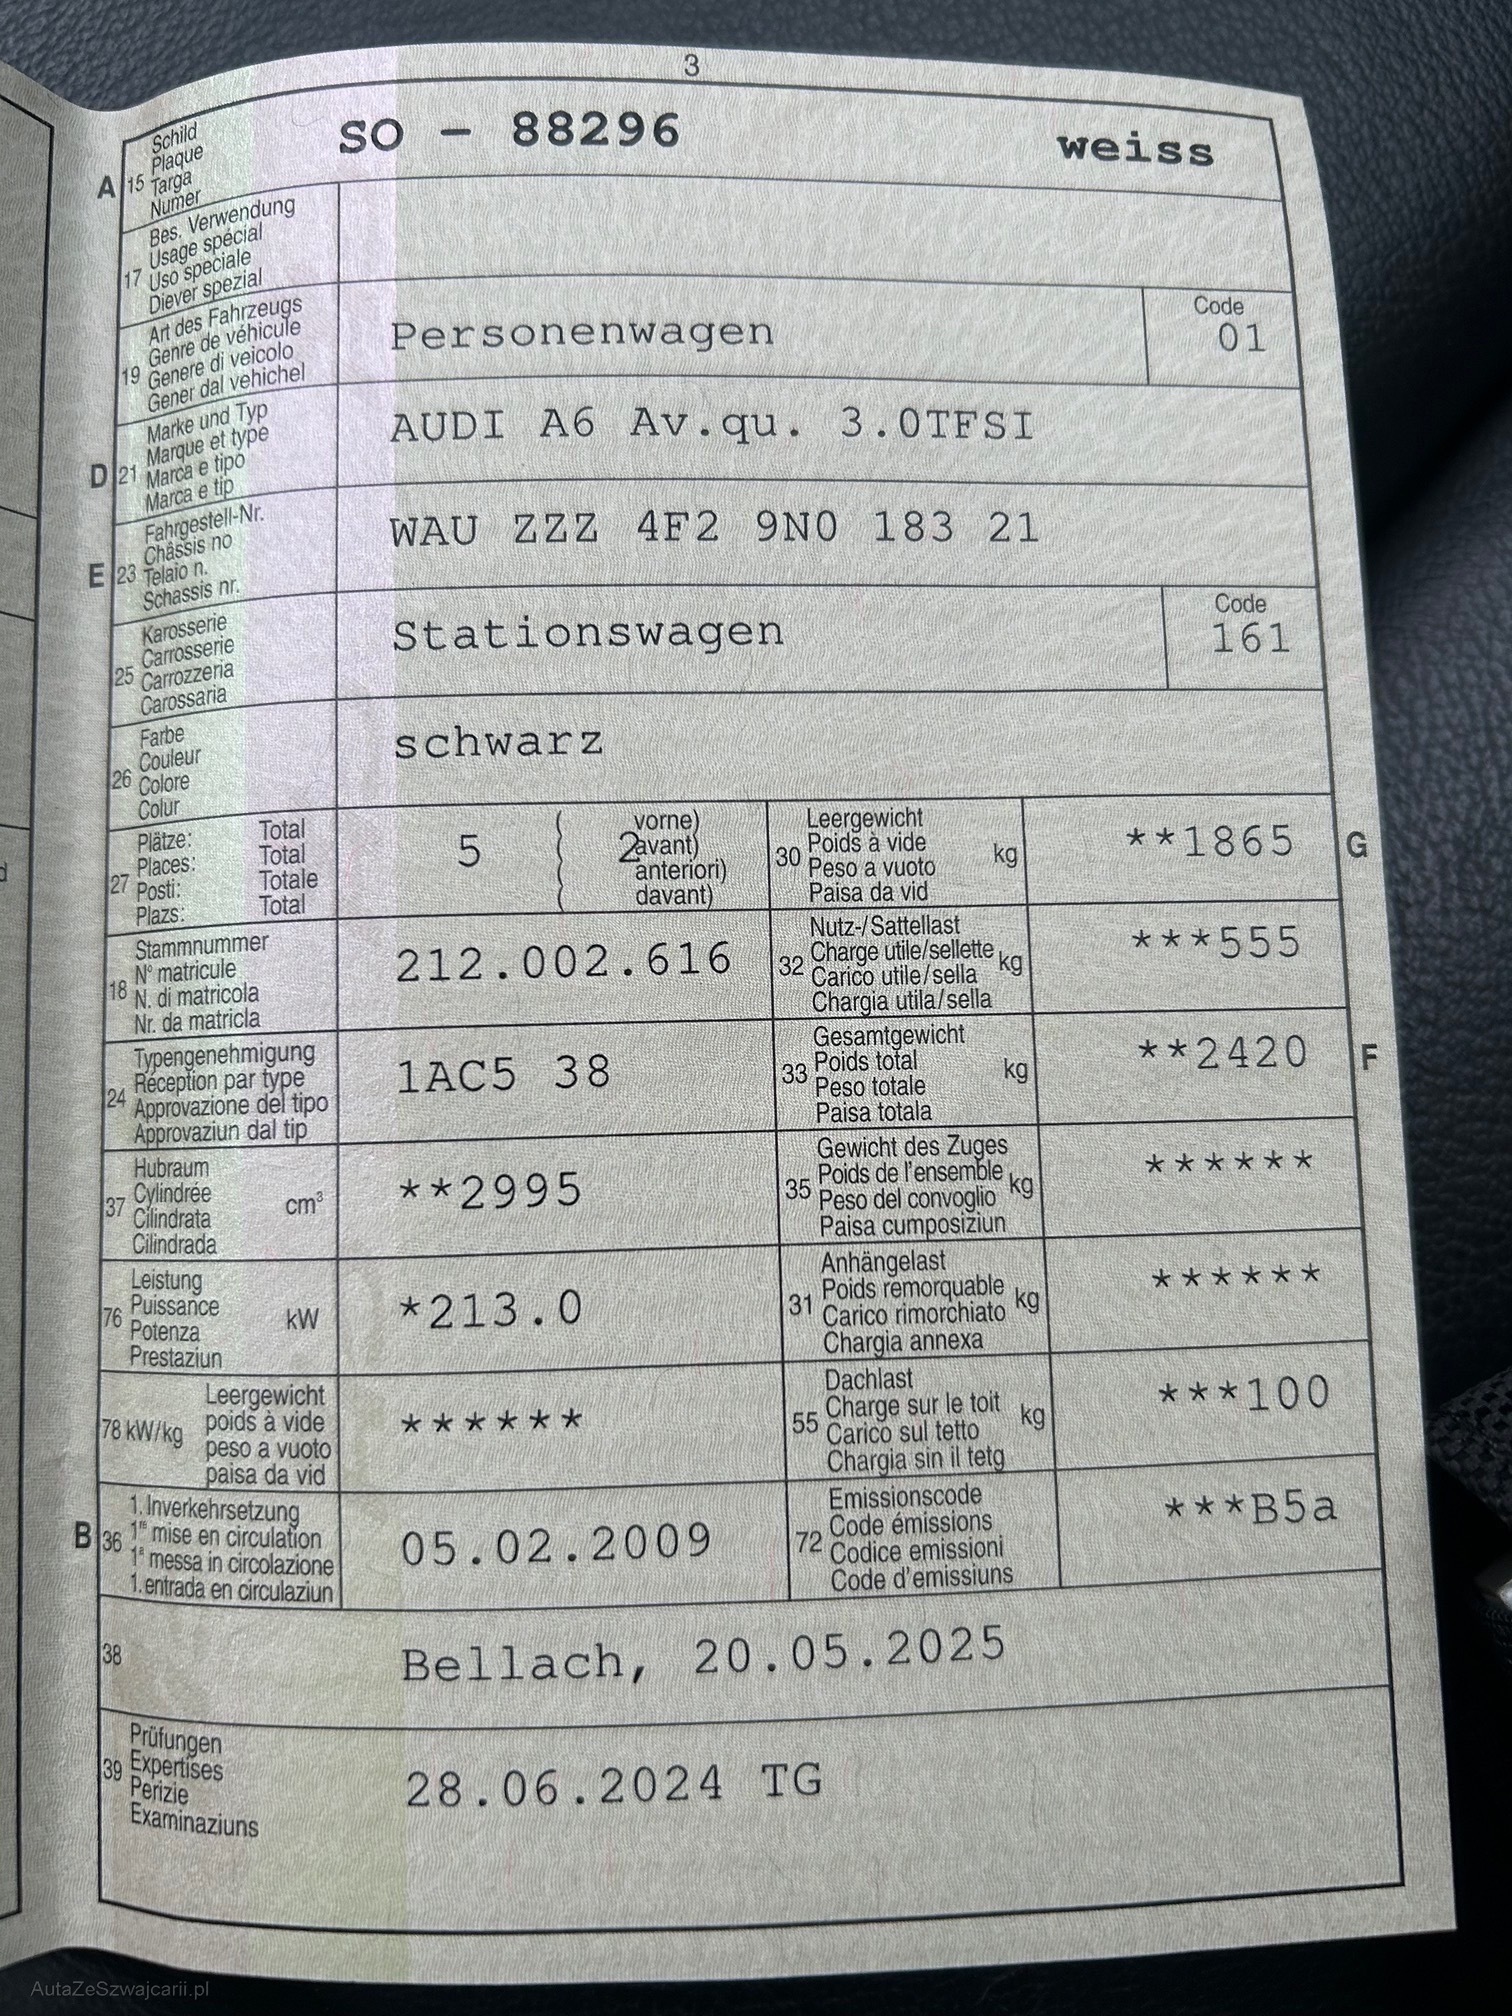 3
A 15 Schild SO - 88296 weiss
Plaque
Targa
Numer
17 Bes. Verwendung
Usage spécial
Uso speciale
Diever spezial
19 Art des Fahrzeugs Personenwagen Code
Genre de véhicule 01
Genere di veicolo
Gener dal vehichel
D 21 Marke und Typ AUDI A6 Av.qu. 3.0TFSI
Marque et type
Marca e tipo
Marca e tip
E 23 Fahrgestell-Nr. WAU ZZZ 4F2 9N0 183 21
Châssis no
Telaio n.
Schassis nr.
25 Karosserie Stationswagen Code
Carrosserie 161
Carrozzeria
Carossaria
26 Farbe schwarz
Couleur
Colore
Colur
27 Plätze: Total 5 ( 2 vorne)
Places: Total avant)
Posti: Totale anteriori)
Plazs: Total davant)
30 Leergewicht kg **1865 G
Poids à vide
Peso a vuoto
Paisa da vid
18 Stammnummer 212.002.616
N° matricule
N. di matricola
Nr. da matricla
32 Nutz-/Sattellast kg ***555
Charge utile/sellette
Carico utile/sella
Chargia utila/sella
24 Typengenehmigung 1AC5 38
Réception par type
Approvazione del tipo
Approvaziun dal tip
33 Gesamtgewicht kg **2420 F
Poids total
Peso totale
Paisa totala
37 Hubraum cm³ **2995
Cylindrée
Cilindrata
Cilindrada
35 Gewicht des Zuges kg ******
Poids de l'ensemble
Peso del convoglio
Paisa cumposiziun
76 Leistung kW *213.0
Puissance
Potenza
Prestaziun
31 Anhängelast kg ******
Poids remorquable
Carico rimorchiato
Chargia annexa
78 kW/kg Leergewicht ******
poids à vide
peso a vuoto
paisa da vid
55 Dachlast kg ***100
Charge sur le toit
Carico sul tetto
Chargia sin il tetg
B 36 1. Inverkehrsetzung 05.02.2009
1re mise en circulation
1a messa in circolazione
1. entrada en circulaziun
72 Emissionscode ***B5a
Code émissions
Codice emissioni
Code d'emissiuns
38 Bellach, 20.05.2025
39 Prüfungen 28.06.2024 TG
Expertises
Perizie
Examinaziuns
AutaZeSzwajcarii.pl